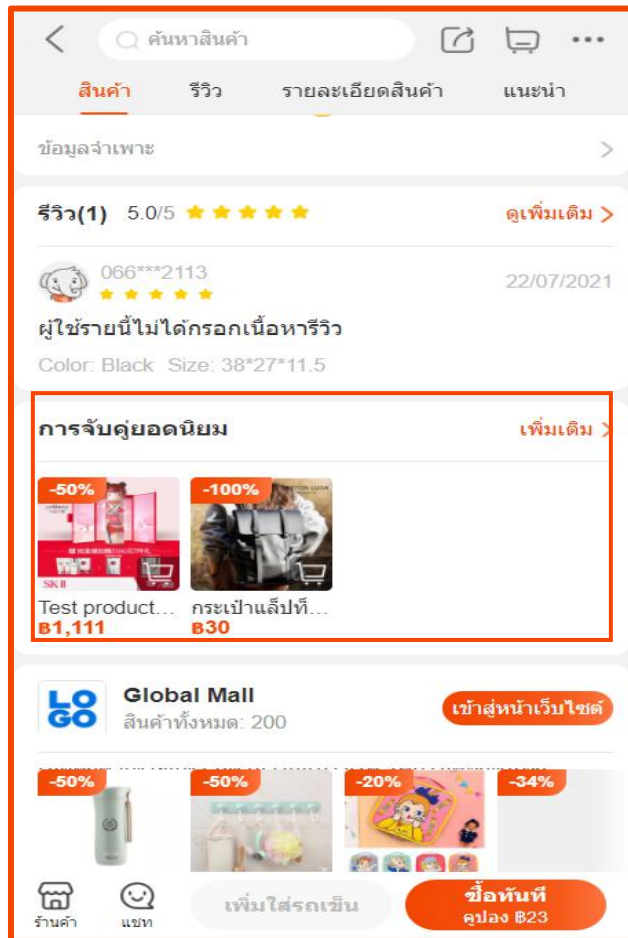 ค้นหาสินค้า
สินค้า รีวิว รายละเอียดสินค้า แนะนำ
ข้อมูลจำเพาะ
รีวิว(1) 5.0/5 ดูเพิ่มเติม
066***2113
22/07/2021
ผู้ใช้รายนี้ไม่ได้กรอกเนื้อหารีวิว
Color: Black Size: 38*27*11.5
การจับคู่ยอดนิยม เพิ่มเติม
-50% -100%
SK II
Test product... กระเป๋าแล็ปท็...
฿1,111 ฿30
LOGO
Global Mall
สินค้าทั้งหมด: 200
เข้าสู่หน้าเว็บไซต์
-50% -50% -20% -34%
ร้านค้า แชท เพิ่มใส่รถเข็น ซื้อทันที
คูปอง ฿23